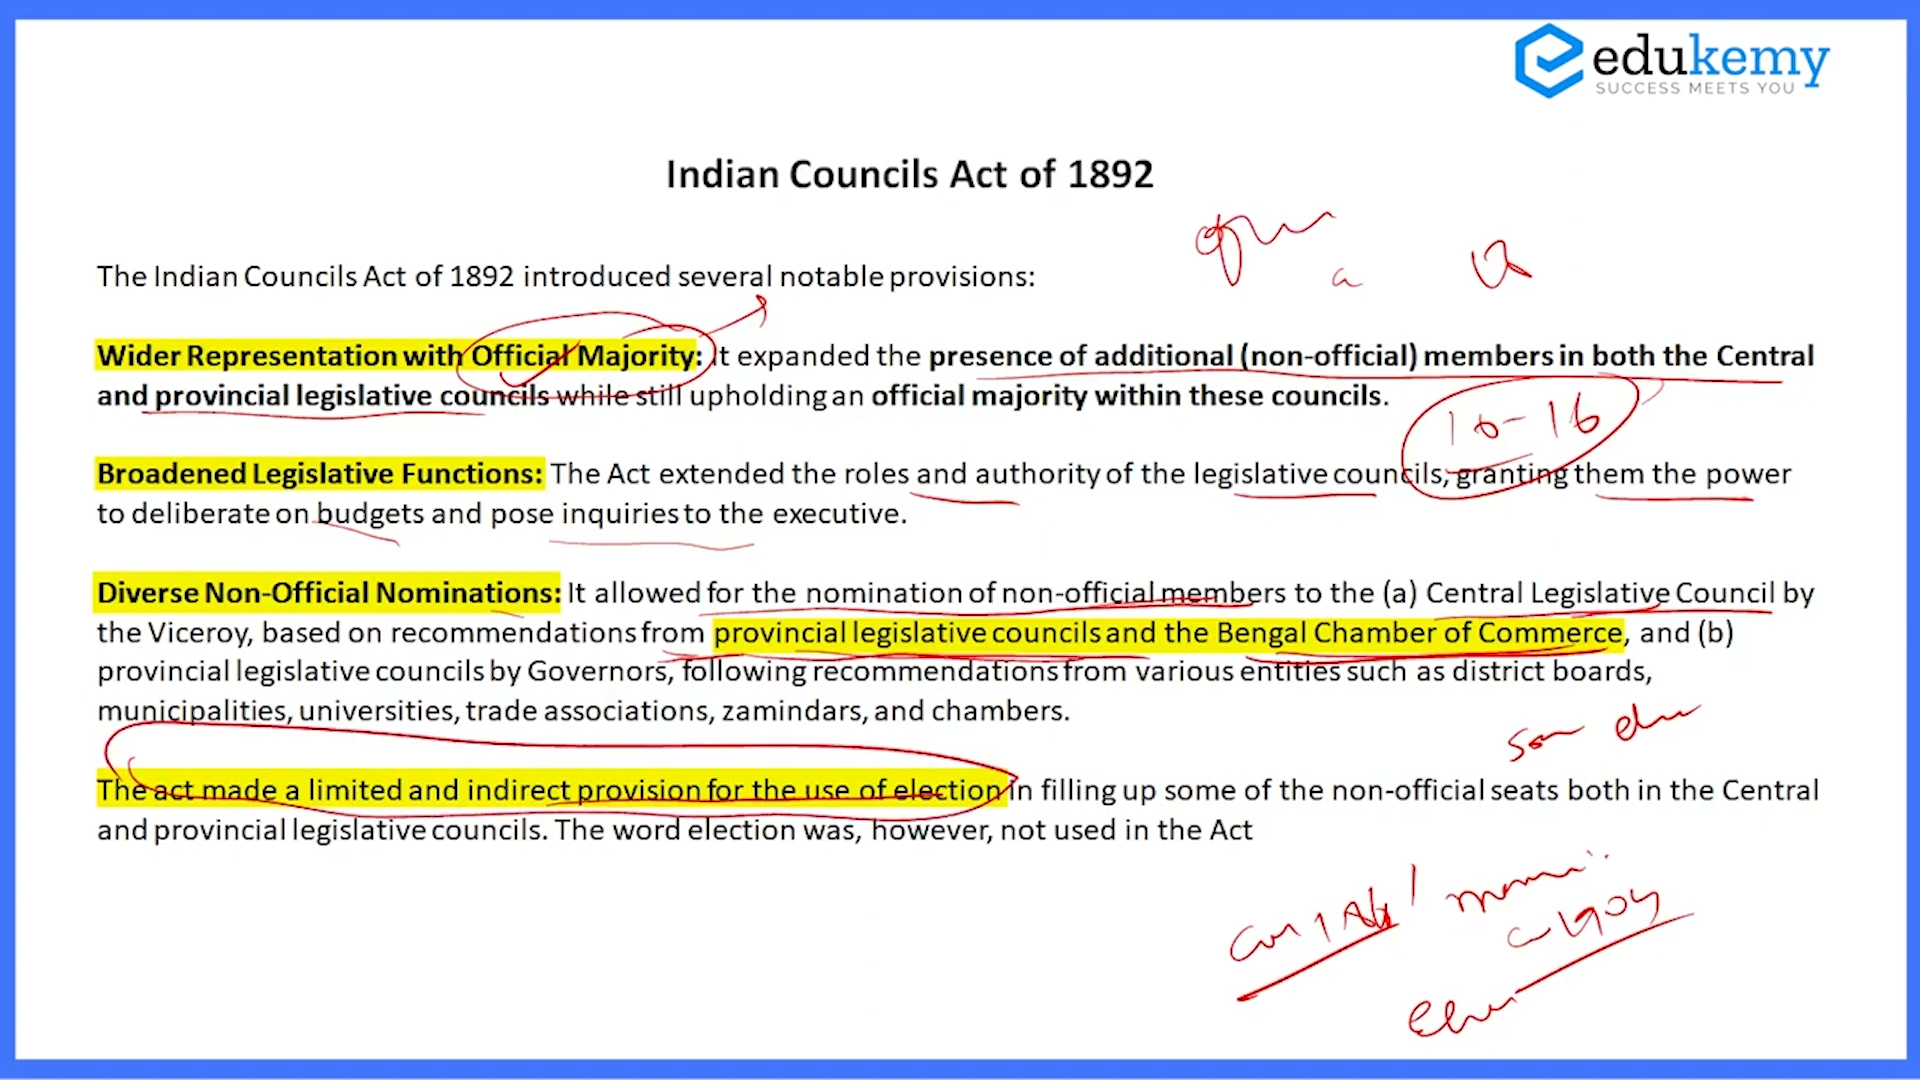 edukemy
SUCCESS MEETS YOU
Indian Councils Act of 1892
The Indian Councils Act of 1892 introduced several notable provisions:
Wider Representation with Official Majority: It expanded the presence of additional (non-official) members in both the Central
and provincial legislative councils while still upholding an official majority within these councils.
10-16
Broadened Legislative Functions: The Act extended the roles and authority of the legislative councils, granting them the power
to deliberate on budgets and pose inquiries to the executive.
Diverse Non-Official Nominations: It allowed for the nomination of non-official members to the (a) Central Legislative Council by
the Viceroy, based on recommendations from provincial legislative councils and the Bengal Chamber of Commerce, and (b)
provincial legislative councils by Governors, following recommendations from various entities such as district boards,
municipalities, universities, trade associations, zamindars, and chambers.
The act made a limited and indirect provision for the use of election in filling up some of the non-official seats both in the Central
and provincial legislative councils. The word election was, however, not used in the Act